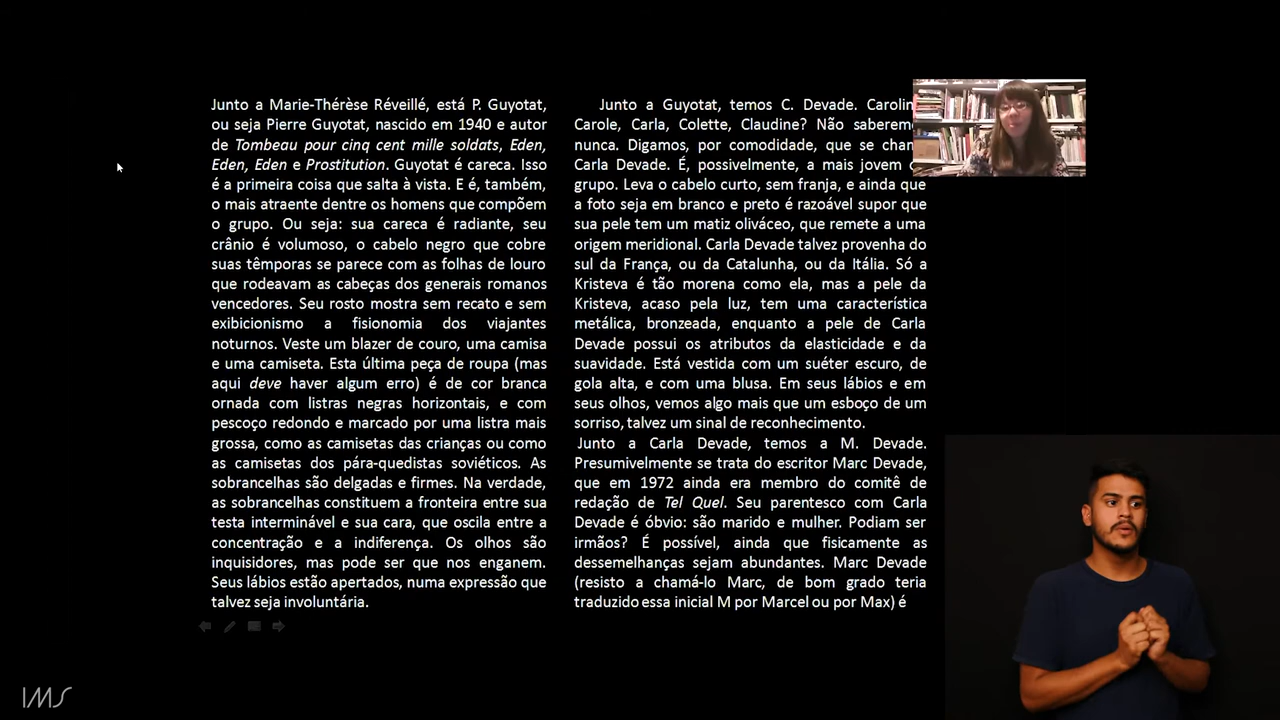 Junto a Marie-Thérèse Réveillé, está P. Guyotat,
ou seja Pierre Guyotat, nascido em 1940 e autor
de Tombeau pour cinq cent mille soldats, Eden,
Eden, Eden e Prostitution. Guyotat é careca. Isso
é a primeira coisa que salta à vista. E é, também,
o mais atraente dentre os homens que compõem
o grupo. Ou seja: sua careca é radiante, seu
crânio é volumoso, o cabelo negro que cobre
suas têmporas se parece com as folhas de louro
que rodeavam as cabeças dos generais romanos
vencedores. Seu rosto mostra sem recato e sem
exibicionismo a fisionomia dos viajantes
noturnos. Veste um blazer de couro, uma camisa
e uma camiseta. Esta última peça de roupa (mas
aqui deve haver algum erro) é de cor branca
ornada com listras negras horizontais, e com
pescoço redondo e marcado por uma listra mais
grossa, como as camisetas das crianças ou como
as camisetas dos pára-quedistas soviéticos. As
sobrancelhas são delgadas e firmes. Na verdade,
as sobrancelhas constituem a fronteira entre sua
testa interminável e sua cara, que oscila entre a
concentração e a indiferença. Os olhos são
inquisidores, mas pode ser que nos enganem.
Seus lábios estão apertados, numa expressão que
talvez seja involuntária.
Junto a Guyotat, temos C. Devade.
Carole, Carla, Colette, Claudine? Não
nunca. Digamos, por comodidade, que se
Carla Devade. É, possivelmente, a mais jovem
grupo. Leva o cabelo curto, sem franja, e ainda que
a foto seja em branco e preto é razoável supor que
sua pele tem um matiz oliváceo, que remete a uma
origem meridional. Carla Devade talvez provenha do
sul da França, ou da Catalunha, ou da Itália. Só a
Kristeva é tão morena como ela, mas a pele da
Kristeva, acaso pela luz, tem uma característica
metálica, bronzeada, enquanto a pele de Carla
Devade possui os atributos da elasticidade e da
suavidade. Está vestida com um suéter escuro, de
gola alta, e com uma blusa. Em seus lábios e em
seus olhos, vemos algo mais que um esboço de um
sorriso, talvez um sinal de reconhecimento.
Junto a Carla Devade, temos a M. Devade.
Presumivelmente se trata do escritor Marc Devade,
que em 1972 ainda era membro do comitê de
redação de Tel Quel. Seu parentesco com Carla
Devade é óbvio: são marido e mulher. Podiam ser
irmãos? É possível, ainda que fisicamente as
dessemelhanças sejam abundantes. Marc Devade
(resisto a chamá-lo Marc, de bom grado teria
traduzido essa inicial M por Marcel ou por Max) é
IMS